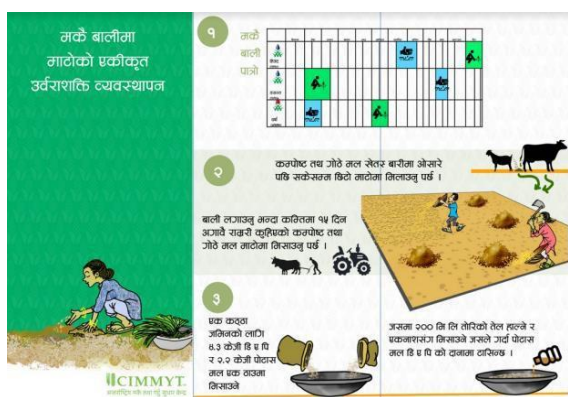 मकै बालीमा
माटोको एकीकृत
उर्वराशक्ति व्यवस्थापन
CIMMYT
१
मकै
बाली
पात्रो
२
कम्पोष्ट तथ गोठे मल खेतर बारीमा ओसारे
पछि सकेसम्म छिटो माटोमा मिलाउनु पर्छ ।
बाली लगाउनु भन्दा कम्तिमा १५ दिन
अगावै राम्ररी कुहिएको कम्पोष्ट तथा
गोठे मल माटोमा मिसाउनु पर्छ ।
३
एक कठ्ठा
जमिनको लागि
४.३ केजी डि ए पि
र २.२ केजी पोटास
मल एक ठाउमा
मिसाउने
जसमा २०० मि लि तोरिको तेल हाल्ने र
एकनाशसंग मिसाउने जसले गर्दा पोटास
मल डि ए पि को दानामा टासिन्छ ।